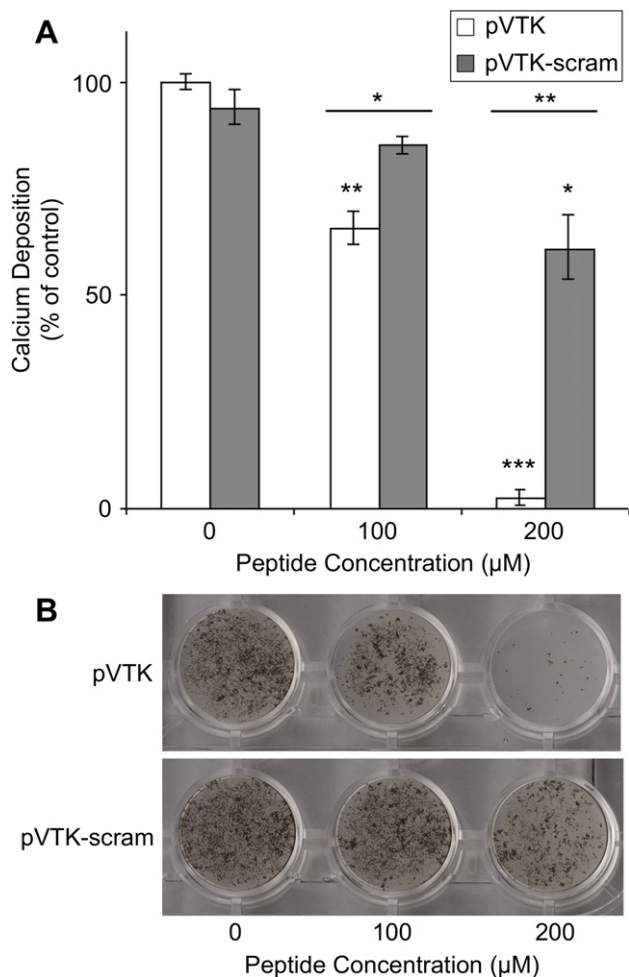 A
pVTK
pVTK-scram
Calcium Deposition
(% of control)
100
50
0
*
**
**
*
***
0
100
200
Peptide Concentration (µM)
B
pVTK
pVTK-scram
0
100
200
Peptide Concentration (µM)